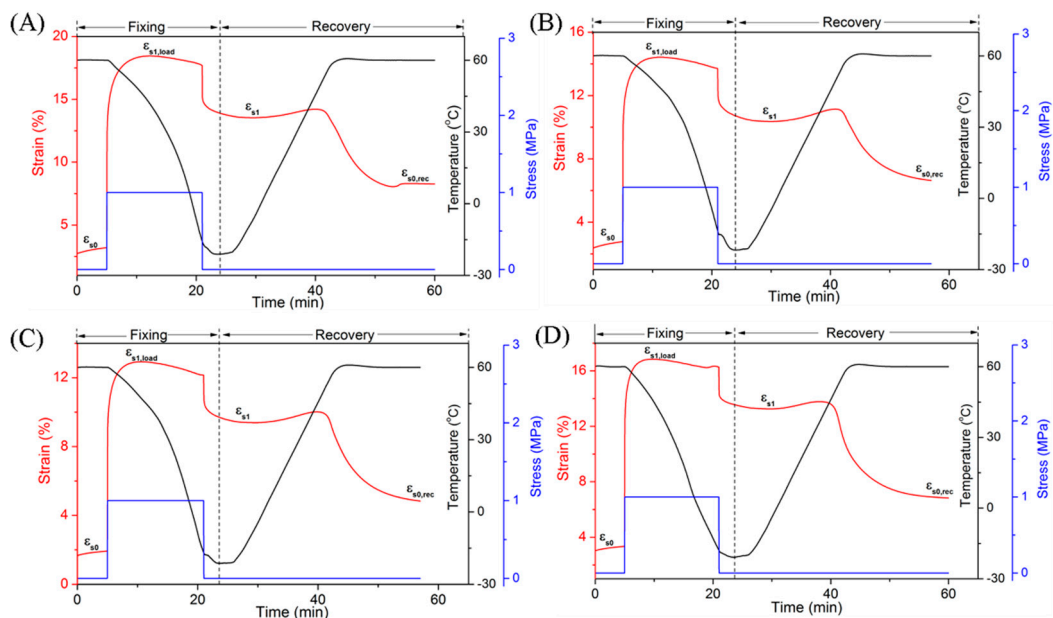 (A)
Fixing
Recovery
20
15
10
5
Strain (%)
εs1,load
εs1
εs0
εs0,rec
60
30
0
-30
Temperature (°C)
3
2
1
0
Stress (MPa)
0
20
40
60
Time (min)
(B)
Fixing
Recovery
16
12
8
4
Strain (%)
εs1,load
εs1
εs0
εs0,rec
60
30
0
-30
Temperature (°C)
3
2
1
0
Stress (MPa)
0
20
40
60
Time (min)
(C)
Fixing
Recovery
12
8
4
0
Strain (%)
εs1,load
εs1
εs0
εs0,rec
60
30
0
-30
Temperature (°C)
3
2
1
0
Stress (MPa)
0
20
40
60
Time (min)
(D)
Fixing
Recovery
16
12
8
4
Strain (%)
εs1,load
εs1
εs0
εs0,rec
60
30
0
-30
Temperature (°C)
3
2
1
0
Stress (MPa)
0
20
40
60
Time (min)